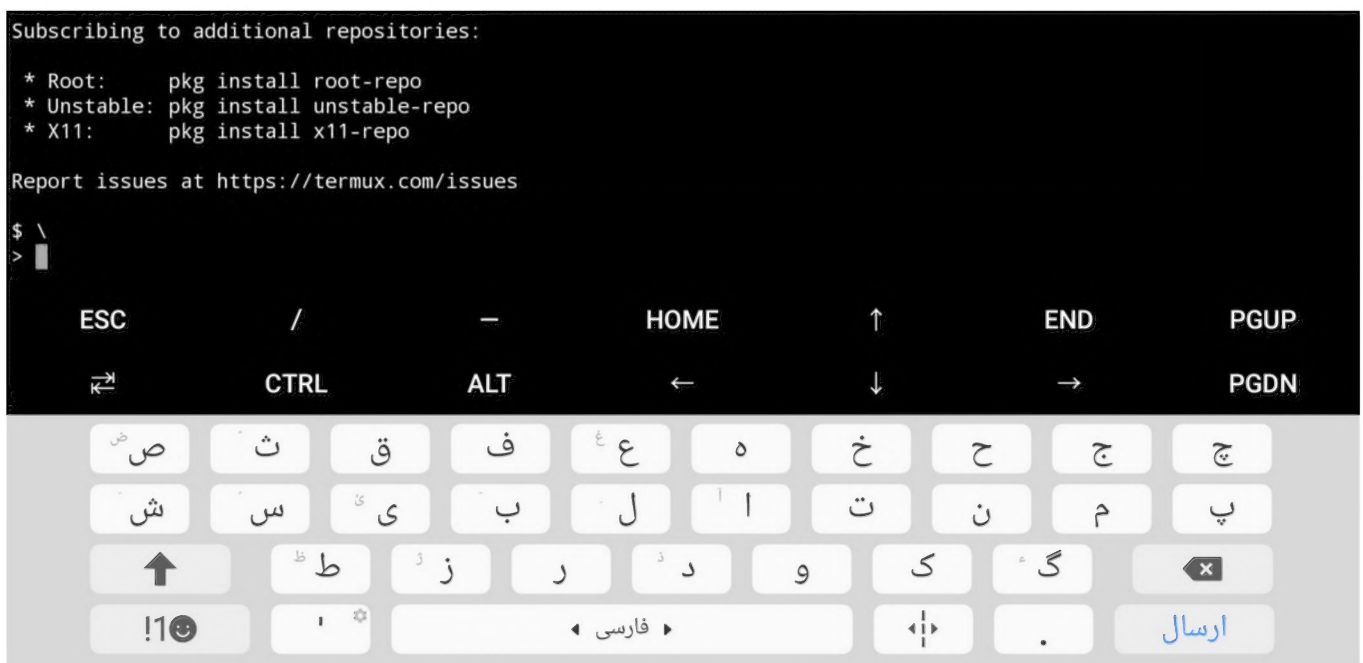 Subscribing to additional repositories:
* Root: pkg install root-repo
* Unstable: pkg install unstable-repo
* X11: pkg install x11-repo
Report issues at https://termux.com/issues
$ \
>
ESC / — HOME ↑ END PGUP
⇄ CTRL ALT ← ↓ → PGDN
ض ص ث ق ف غ ع ه خ ح ج چ
ش س ئ ی ب ل آ ا ت ن م پ
ظ ط ژ ز ر ذ د و ک ء گ
!1☻ ' فارسی . ارسال